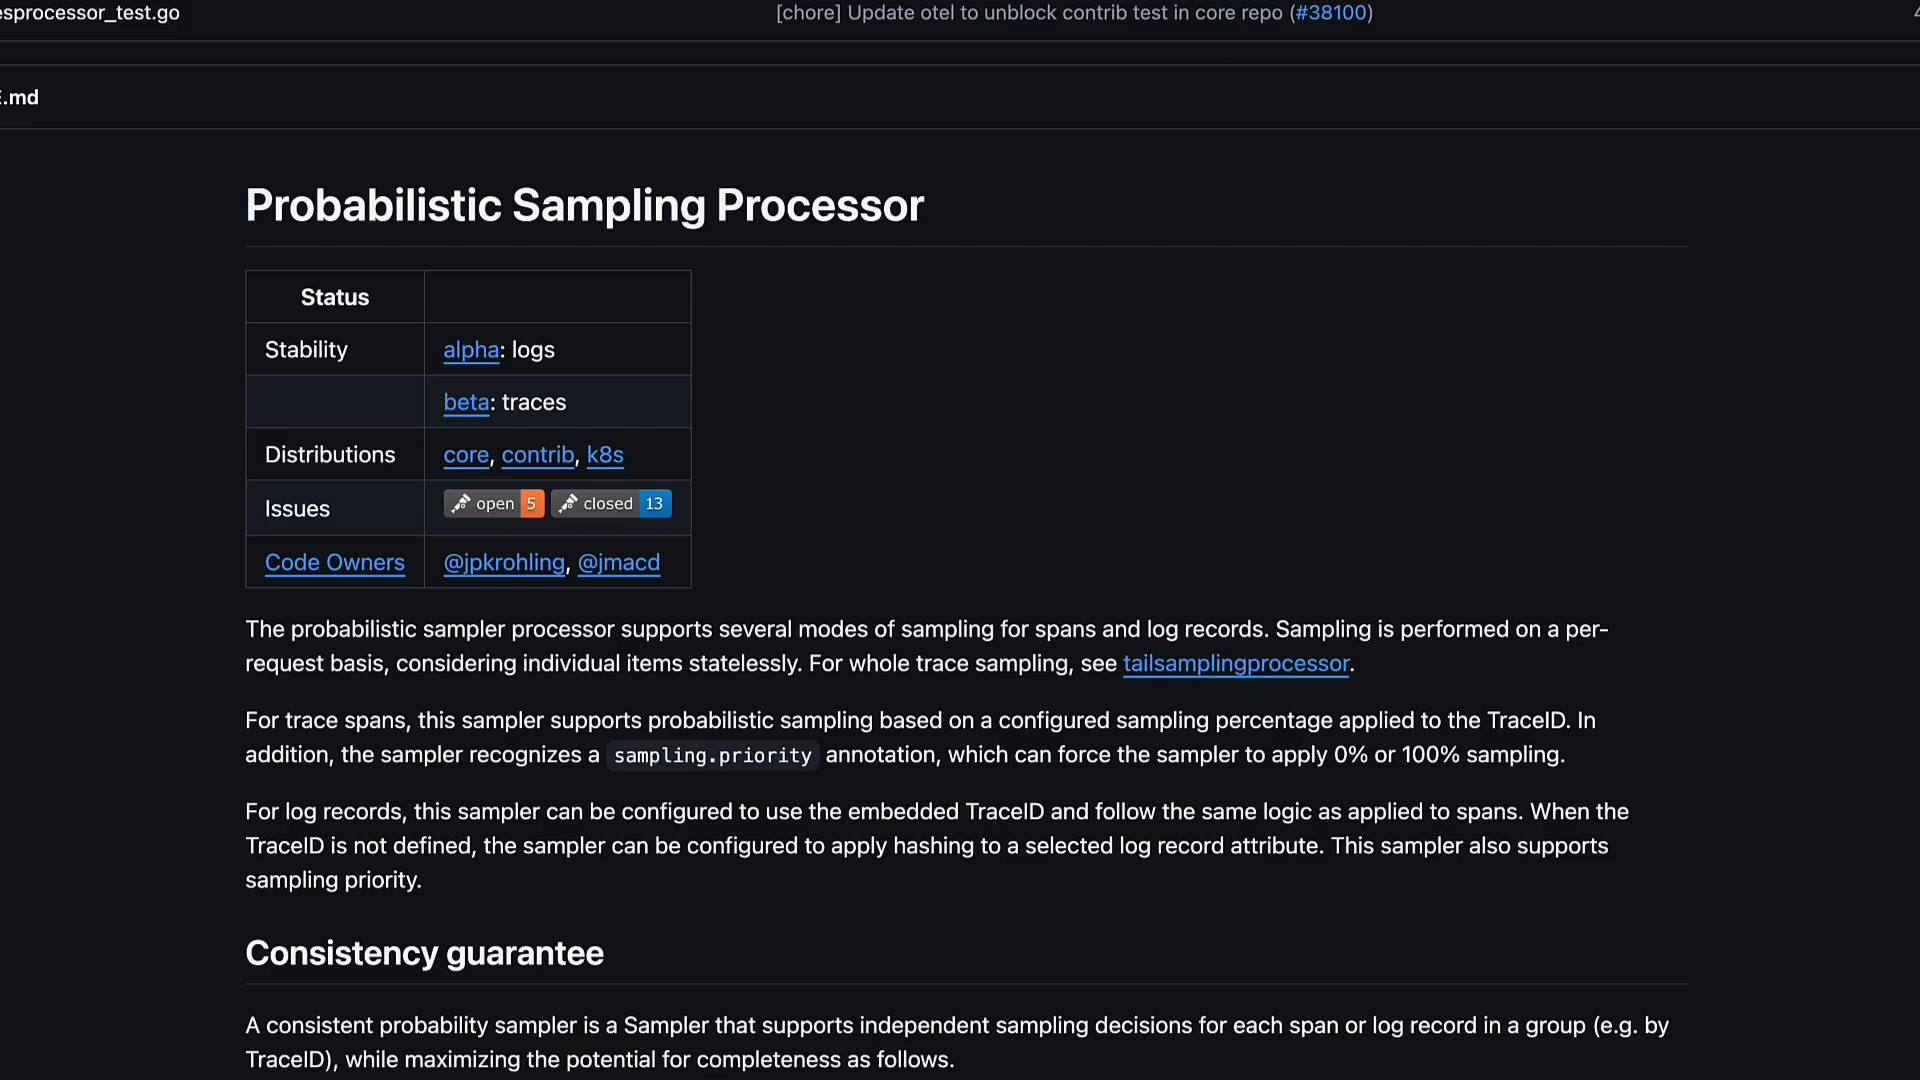 esprocessor_test.go [chore] Update otel to unblock contrib test in core repo (#38100)
.md
Probabilistic Sampling Processor
Status
Stability alpha: logs
beta: traces
Distributions core, contrib, k8s
Issues open 5 closed 13
Code Owners @jpkrohling, @jmacd
The probabilistic sampler processor supports several modes of sampling for spans and log records. Sampling is performed on a per-
request basis, considering individual items statelessly. For whole trace sampling, see tailsamplingprocessor.
For trace spans, this sampler supports probabilistic sampling based on a configured sampling percentage applied to the TraceID. In
addition, the sampler recognizes a sampling.priority annotation, which can force the sampler to apply 0% or 100% sampling.
For log records, this sampler can be configured to use the embedded TraceID and follow the same logic as applied to spans. When the
TraceID is not defined, the sampler can be configured to apply hashing to a selected log record attribute. This sampler also supports
sampling priority.
Consistency guarantee
A consistent probability sampler is a Sampler that supports independent sampling decisions for each span or log record in a group (e.g. by
TraceID), while maximizing the potential for completeness as follows.